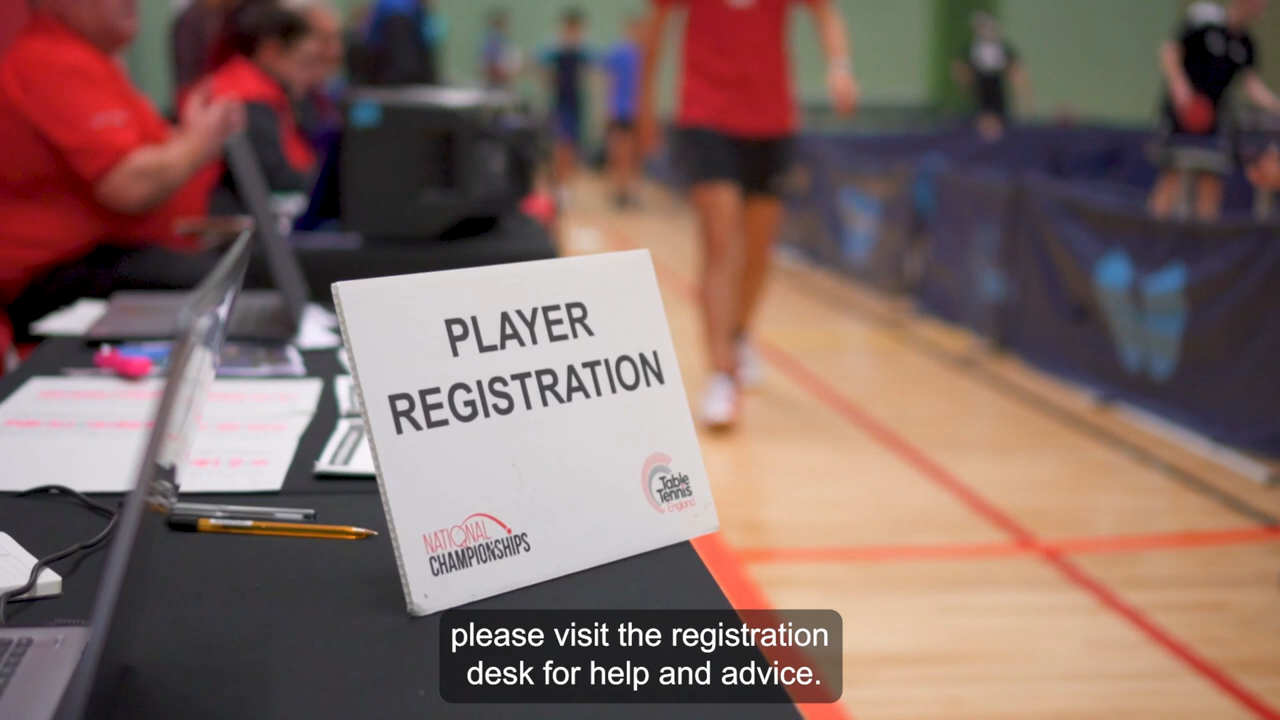 PLAYER
REGISTRATION
NATIONAL
CHAMPIONSHIPS
Table
Tennis
England
please visit the registration
desk for help and advice.